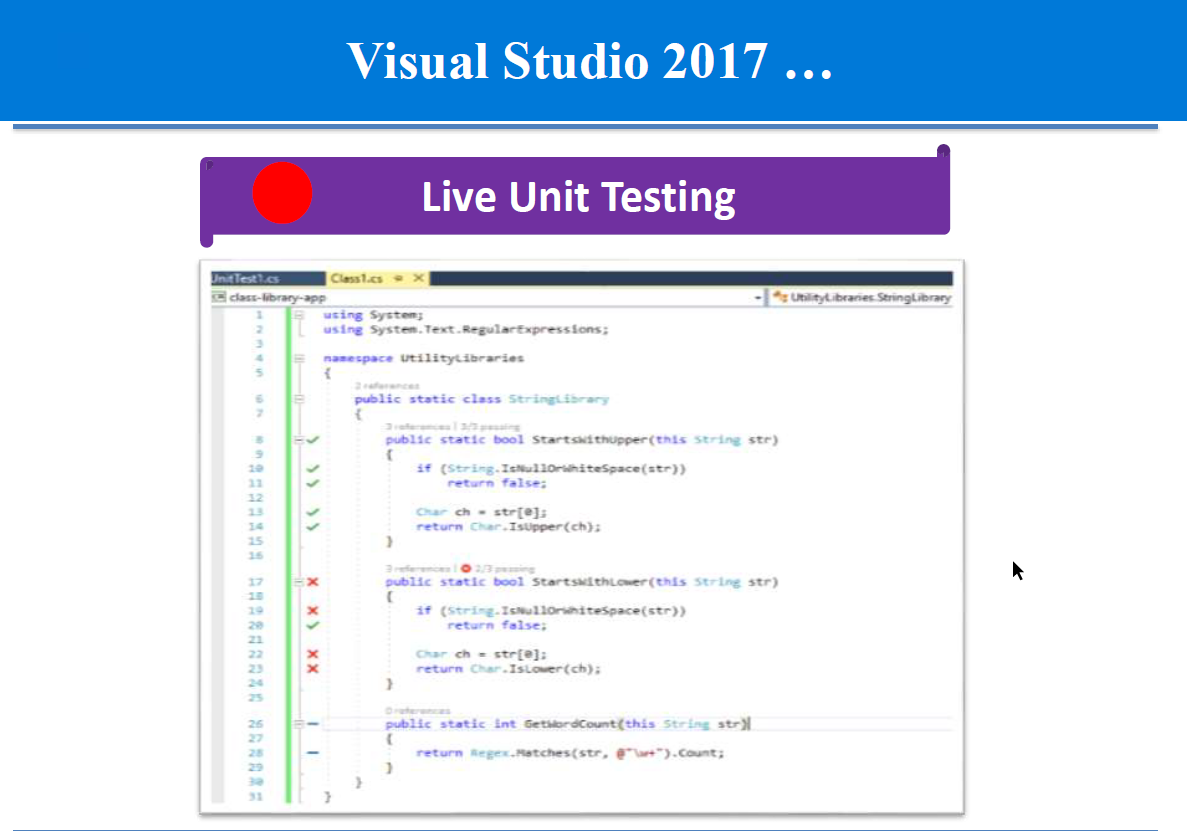 Visual Studio 2017 …
Live Unit Testing
UnitTest1.cs Class1.cs
class-library-app UtilityLibraries.StringLibrary
1 using System;
2 using System.Text.RegularExpressions;
3
4 namespace UtilityLibraries
5 {
2 references
6 public static class StringLibrary
7 {
3 references | 3/3 passing
8 public static bool StartsWithUpper(this String str)
9 {
10 if (String.IsNullOrWhiteSpace(str))
11 return false;
12
13 Char ch = str[0];
14 return Char.IsUpper(ch);
15 }
16
3 references | 2/3 passing
17 public static bool StartsWithLower(this String str)
18 {
19 if (String.IsNullOrWhiteSpace(str))
20 return false;
21
22 Char ch = str[0];
23 return Char.IsLower(ch);
24 }
25
0 references
26 public static int GetWordCount(this String str)
27 {
28 return Regex.Matches(str, @"\w+").Count;
29 }
30 }
31 }